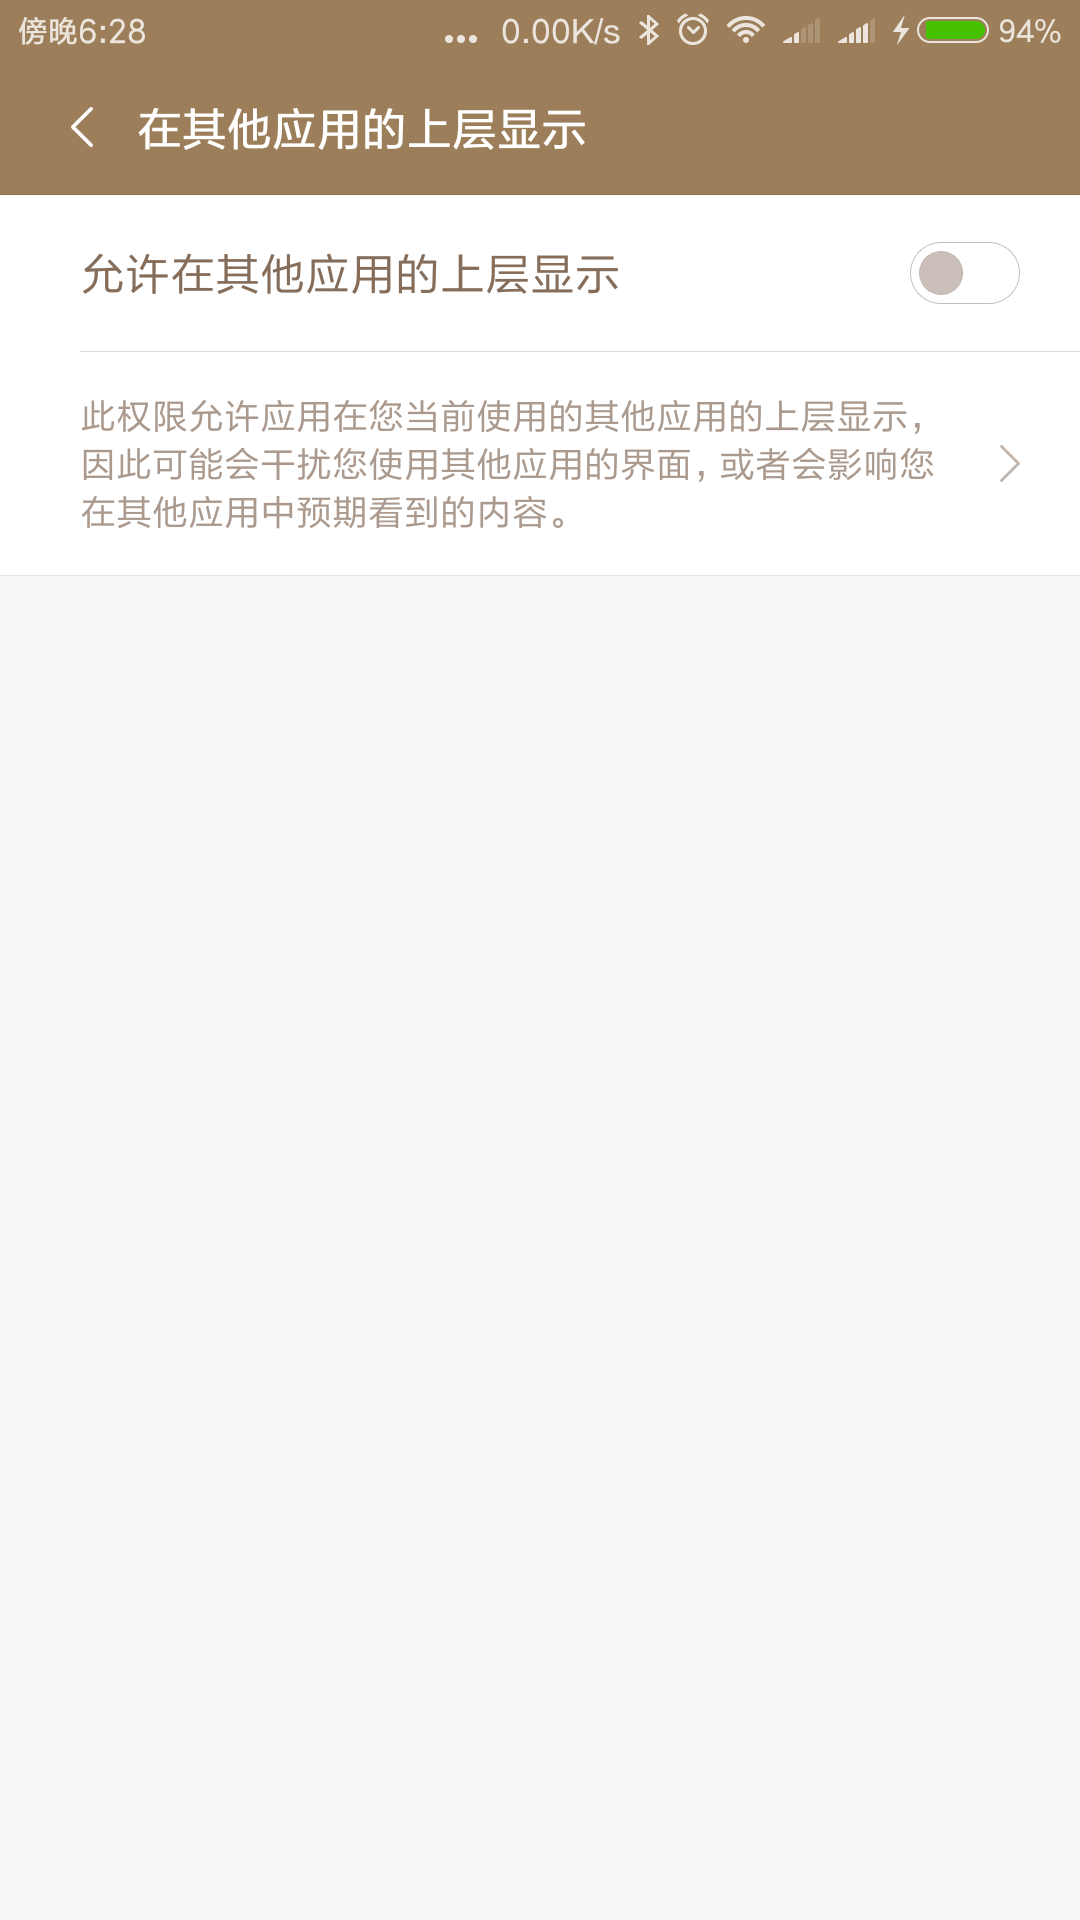 傍晚6:28 ... 0.00K/s 94%
在其他应用的上层显示
允许在其他应用的上层显示
此权限允许应用在您当前使用的其他应用的上层显示，
因此可能会干扰您使用其他应用的界面，或者会影响您
在其他应用中预期看到的内容。